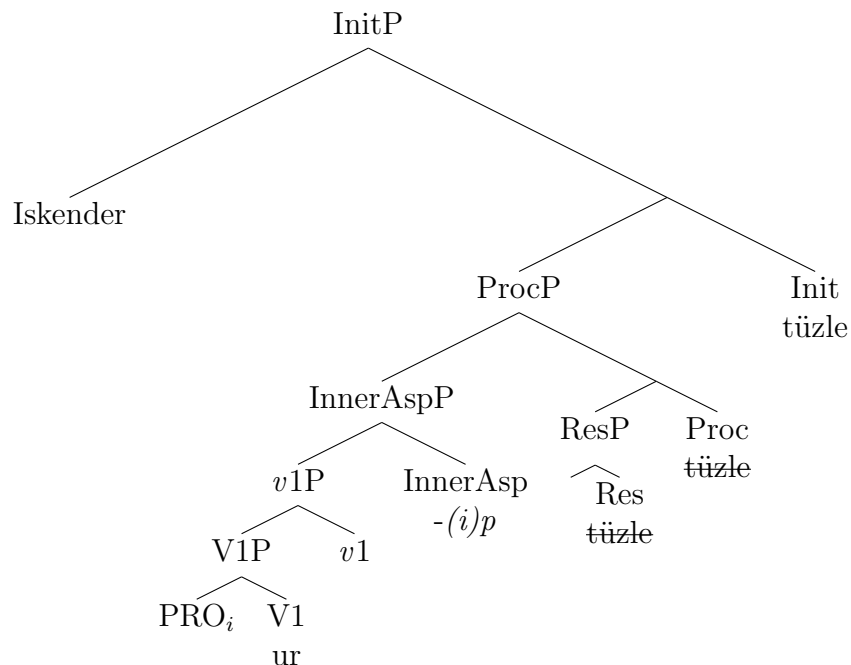 InitP
Iskender
ProcP Init
tüzle
InnerAspP
ResP Proc
tüzle
v1P InnerAsp Res
-(i)p tüzle
V1P v1
PROi V1
ur